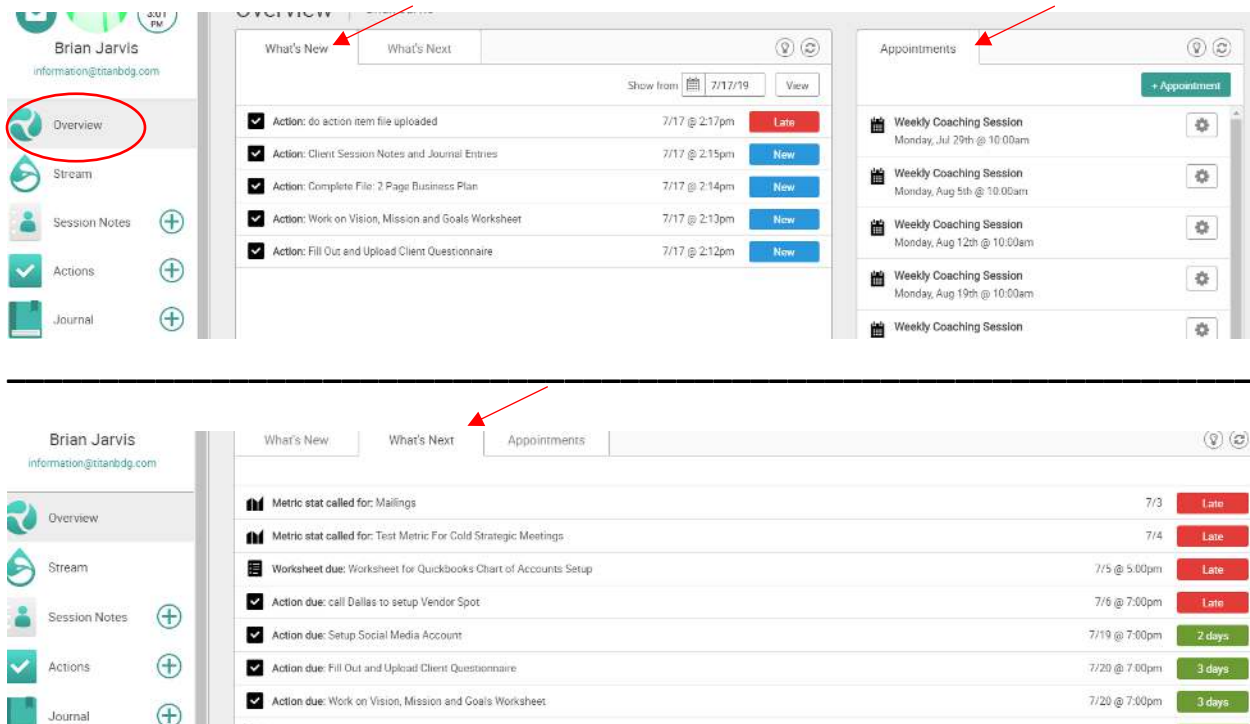 3:01
PM
Brian Jarvis
information@titanbdg.com
Overview
Stream
Session Notes
Actions
Journal
Overview
What's New
What's Next
Show from 7/17/19 View
Action: do action item file uploaded 7/17 @ 2:17pm Late
Action: Client Session Notes and Journal Entries 7/17 @ 2:15pm New
Action: Complete File: 2 Page Business Plan 7/17 @ 2:14pm New
Action: Work on Vision, Mission and Goals Worksheet 7/17 @ 2:13pm New
Action: Fill Out and Upload Client Questionnaire 7/17 @ 2:12pm New
Appointments
+ Appointment
Weekly Coaching Session
Monday, Jul 29th @ 10:00am
Weekly Coaching Session
Monday, Aug 5th @ 10:00am
Weekly Coaching Session
Monday, Aug 12th @ 10:00am
Weekly Coaching Session
Monday, Aug 19th @ 10:00am
Weekly Coaching Session
Brian Jarvis
information@titanbdg.com
Overview
Stream
Session Notes
Actions
Journal
What's New
What's Next
Appointments
Metric stat called for: Mailings 7/3 Late
Metric stat called for: Test Metric For Cold Strategic Meetings 7/4 Late
Worksheet due: Worksheet for Quickbooks Chart of Accounts Setup 7/5 @ 5:00pm Late
Action due: call Dallas to setup Vendor Spot 7/6 @ 7:00pm Late
Action due: Setup Social Media Account 7/19 @ 7:00pm 2 days
Action due: Fill Out and Upload Client Questionnaire 7/20 @ 7:00pm 3 days
Action due: Work on Vision, Mission and Goals Worksheet 7/20 @ 7:00pm 3 days